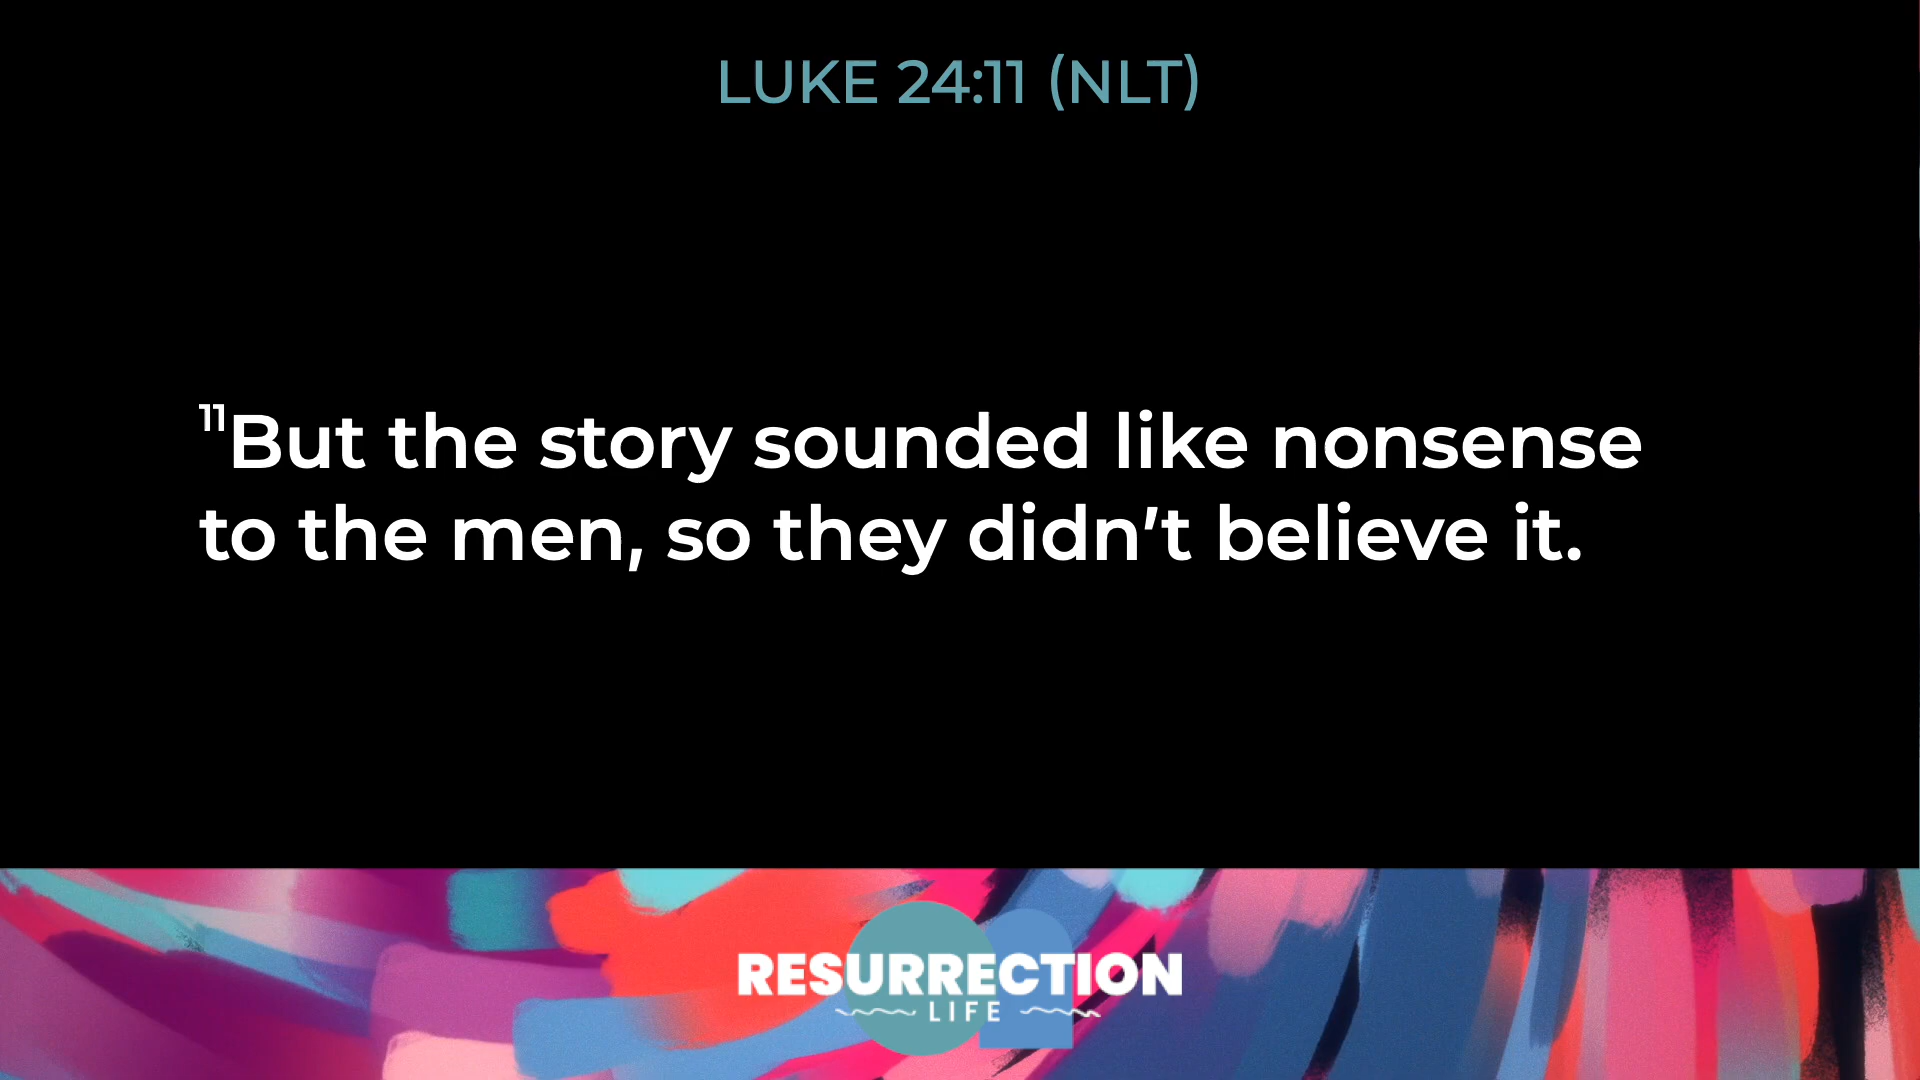 LUKE 24:11 (NLT)
¹¹But the story sounded like nonsense
to the men, so they didn’t believe it.
RESURRECTION
LIFE